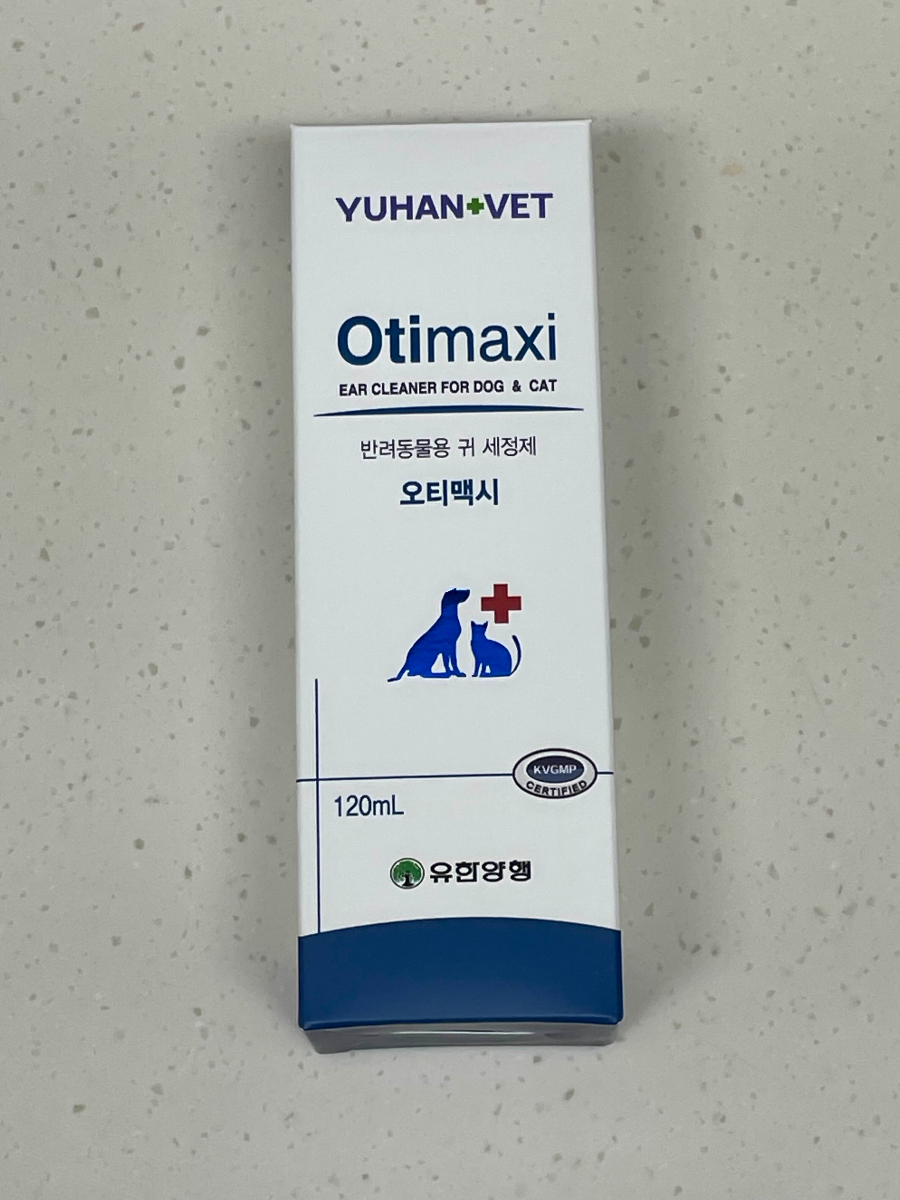 YUHAN+VET
Otimaxi
EAR CLEANER FOR DOG & CAT
반려동물용 귀 세정제
오티맥시
KVGMP
CERTIFIED
120mL
유한양행